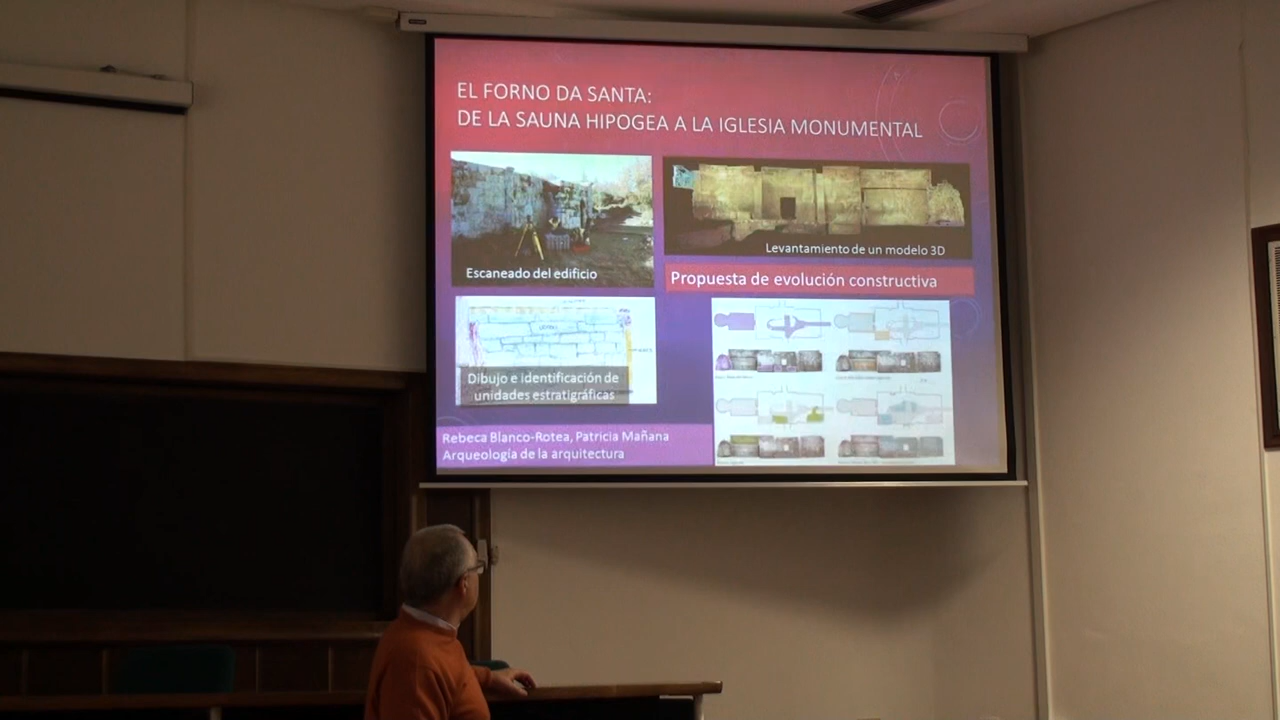 EL FORNO DA SANTA:
DE LA SAUNA HIPOGEA A LA IGLESIA MONUMENTAL
Escaneado del edificio
Levantamiento de un modelo 3D
Propuesta de evolución constructiva
Dibujo e identificación de
unidades estratigráficas
Rebeca Blanco-Rotea, Patricia Mañana
Arqueología de la arquitectura